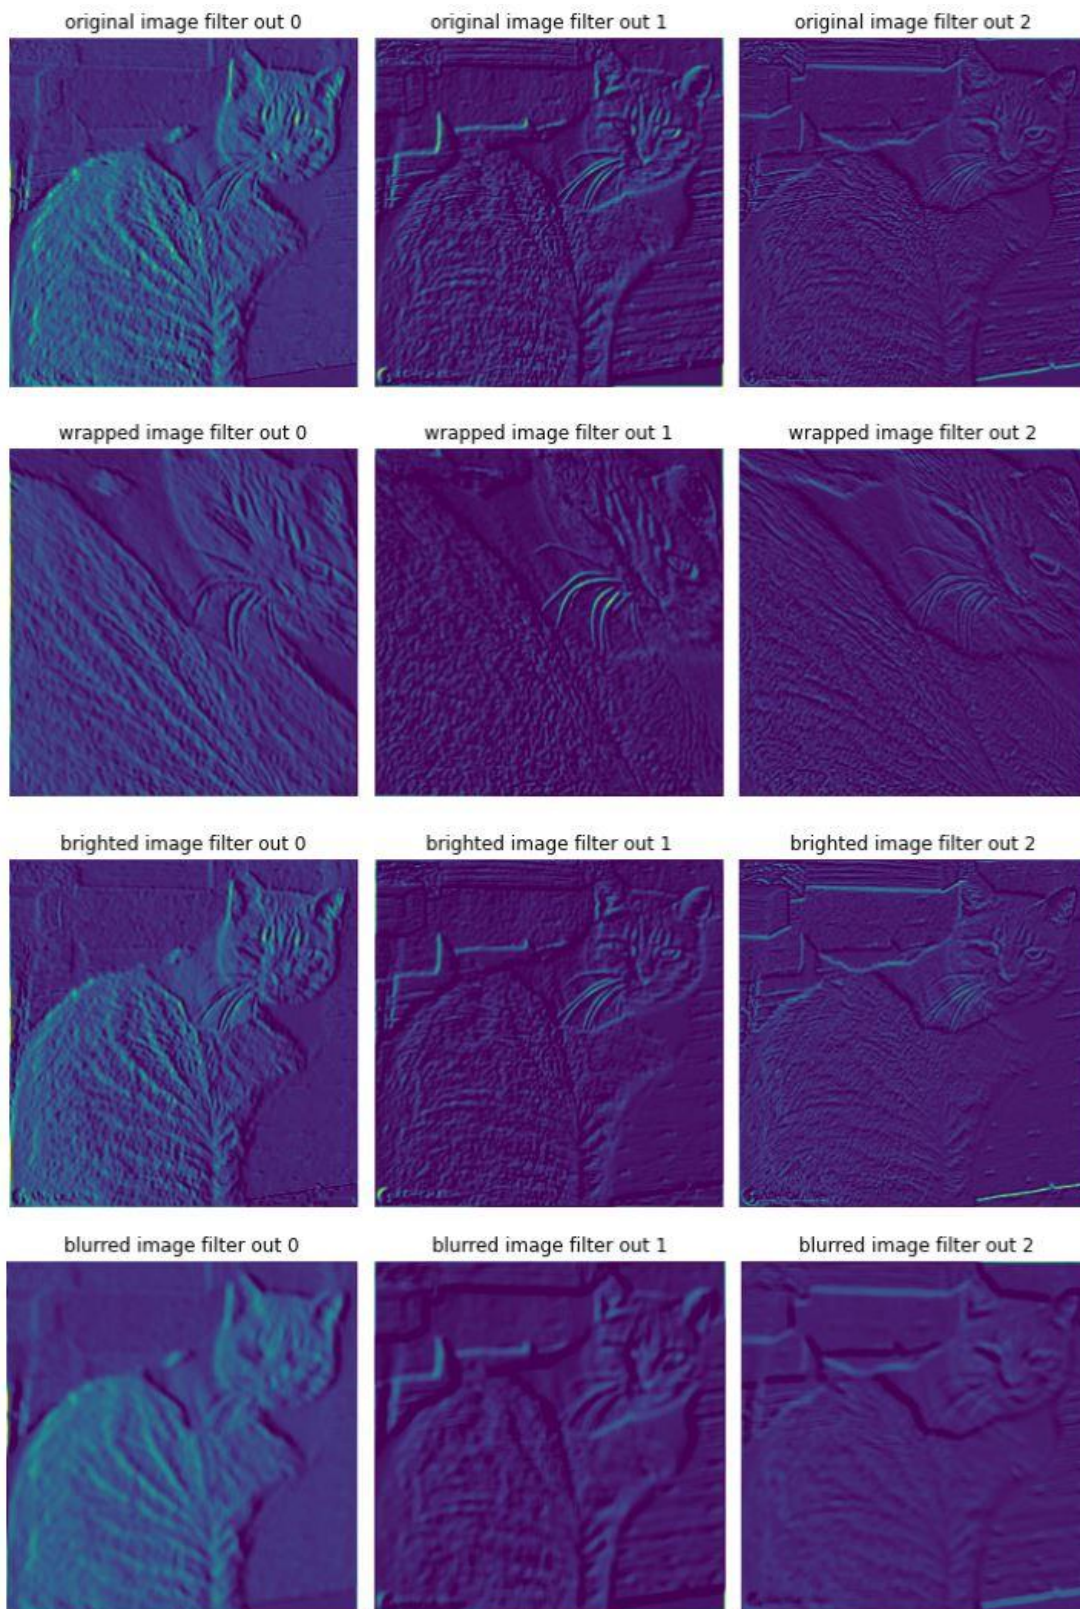 original image filter out 0
original image filter out 1
original image filter out 2
wrapped image filter out 0
wrapped image filter out 1
wrapped image filter out 2
brighted image filter out 0
brighted image filter out 1
brighted image filter out 2
blurred image filter out 0
blurred image filter out 1
blurred image filter out 2